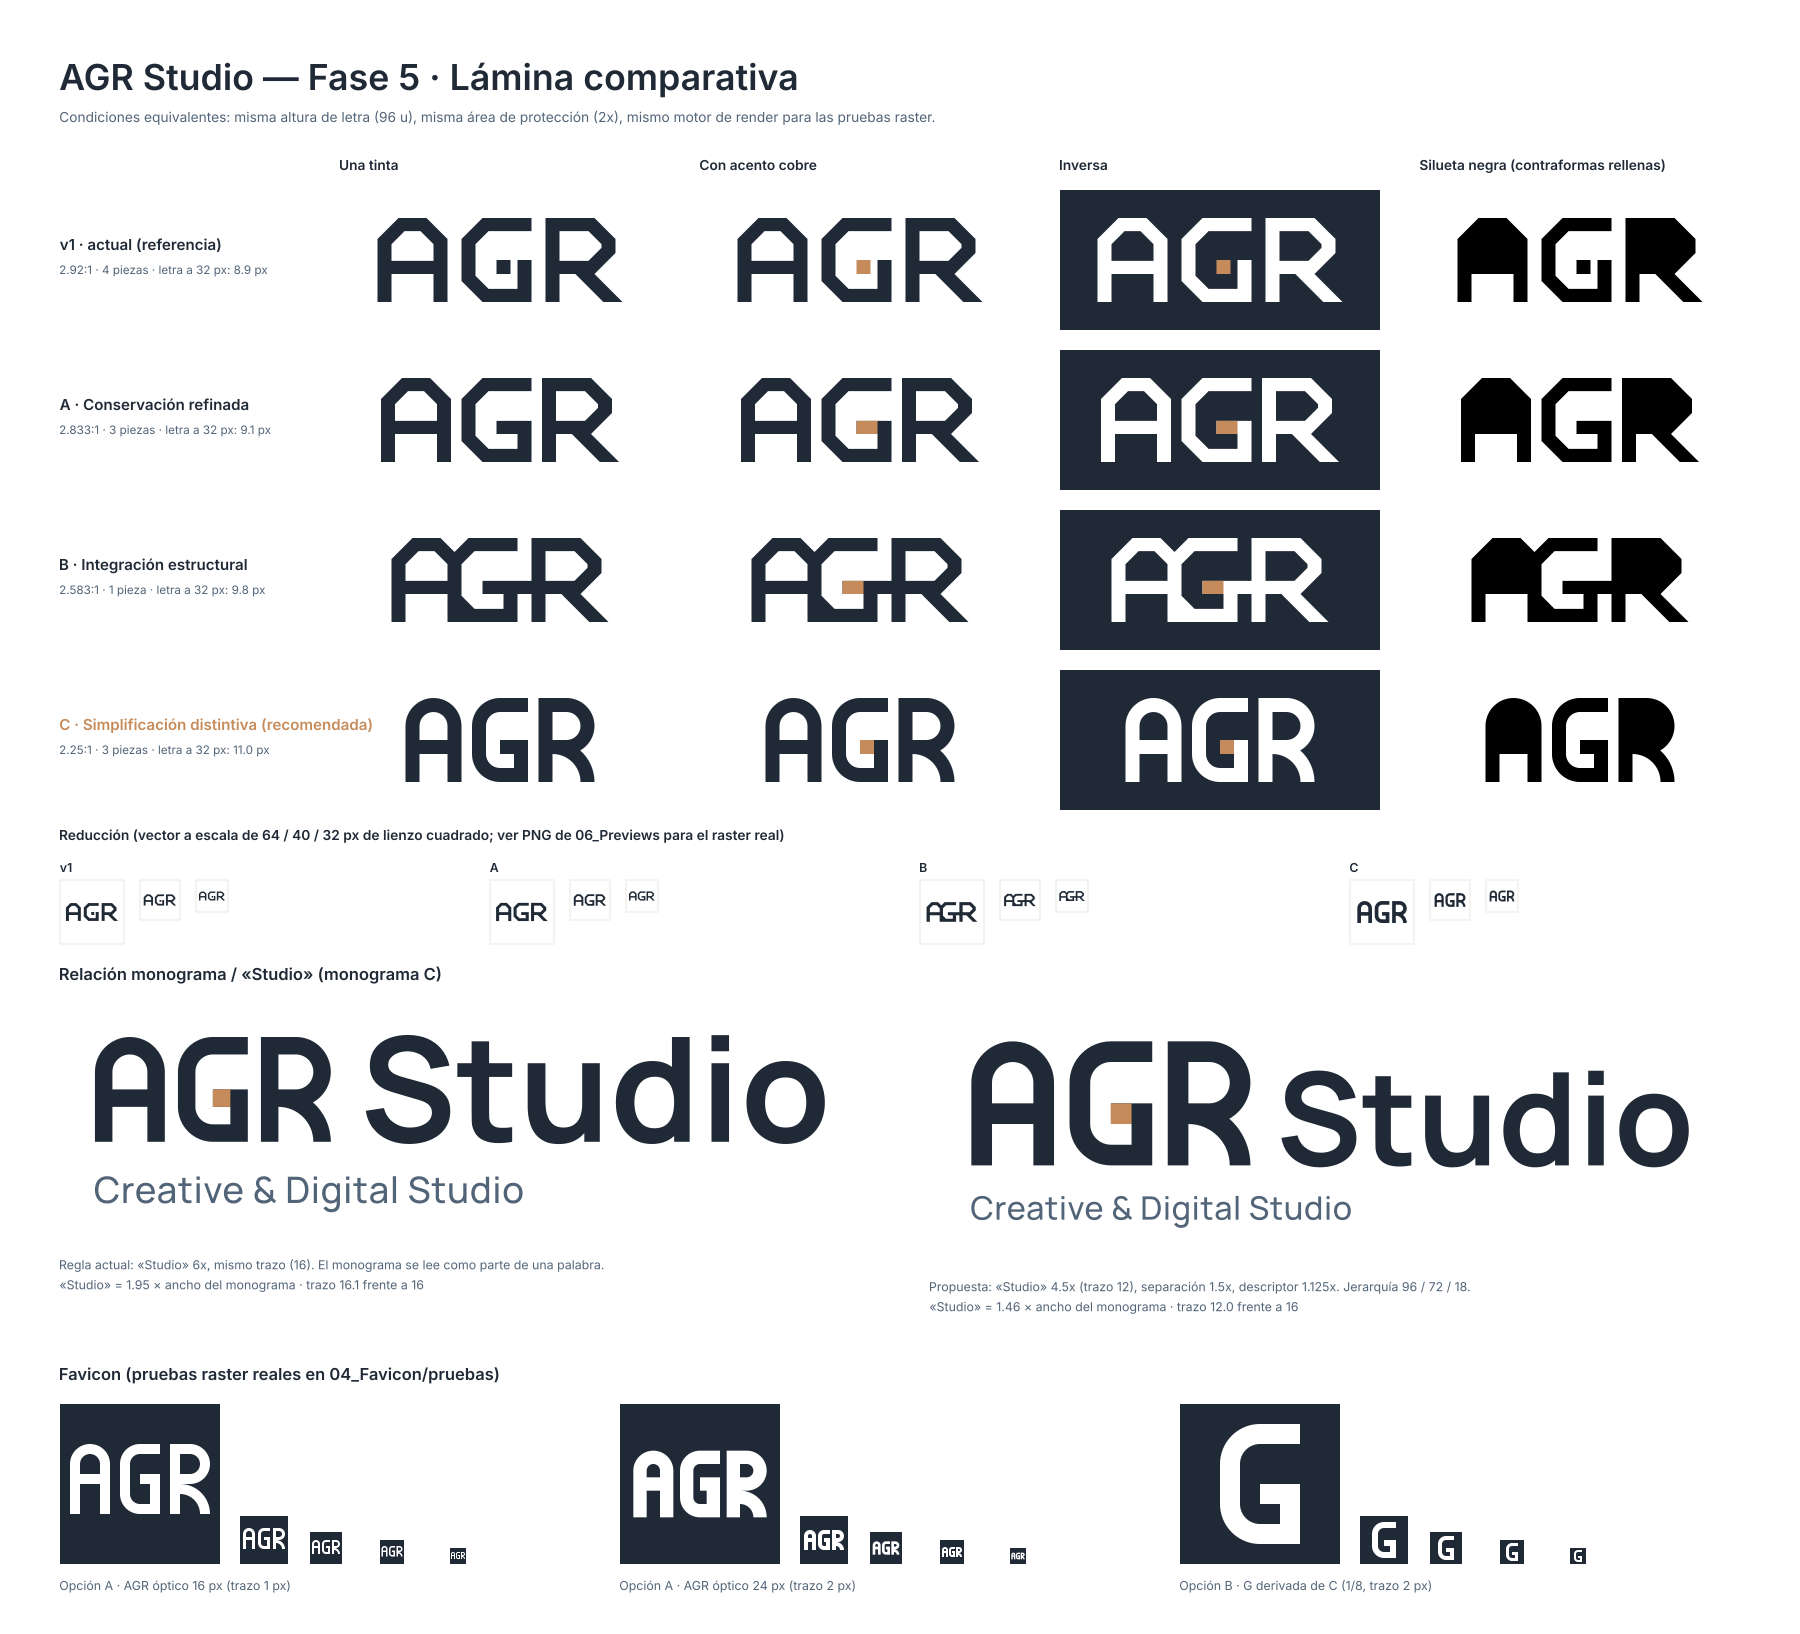 AGR Studio — Fase 5 · Lámina comparativa
Condiciones equivalentes: misma altura de letra (96 u), misma área de protección (2x), mismo motor de render para las pruebas raster.
Una tinta
Con acento cobre
Inversa
Silueta negra (contraformas rellenas)
v1 · actual (referencia)
2.92:1 · 4 piezas · letra a 32 px: 8.9 px
AGR
AGR
AGR
AGR
A · Conservación refinada
2.833:1 · 3 piezas · letra a 32 px: 9.1 px
AGR
AGR
AGR
AGR
B · Integración estructural
2.583:1 · 1 pieza · letra a 32 px: 9.8 px
AGR
AGR
AGR
AGR
C · Simplificación distintiva (recomendada)
2.25:1 · 3 piezas · letra a 32 px: 11.0 px
AGR
AGR
AGR
AGR
Reducción (vector a escala de 64 / 40 / 32 px de lienzo cuadrado; ver PNG de 06_Previews para el raster real)
v1
AGR
AGR
AGR
A
AGR
AGR
AGR
B
AGR
AGR
AGR
C
AGR
AGR
AGR
Relación monograma / «Studio» (monograma C)
AGR Studio
Creative & Digital Studio
Regla actual: «Studio» 6x, mismo trazo (16). El monograma se lee como parte de una palabra.
«Studio» = 1.95 × ancho del monograma · trazo 16.1 frente a 16
AGR Studio
Creative & Digital Studio
Propuesta: «Studio» 4.5x (trazo 12), separación 1.5x, descriptor 1.125x. Jerarquía 96 / 72 / 18.
«Studio» = 1.46 × ancho del monograma · trazo 12.0 frente a 16
Favicon (pruebas raster reales en 04_Favicon/pruebas)
AGR
AGR
AGR
AGR
AGR
Opción A · AGR óptico 16 px (trazo 1 px)
AGR
AGR
AGR
AGR
AGR
Opción A · AGR óptico 24 px (trazo 2 px)
G
G
G
G
G
Opción B · G derivada de C (1/8, trazo 2 px)